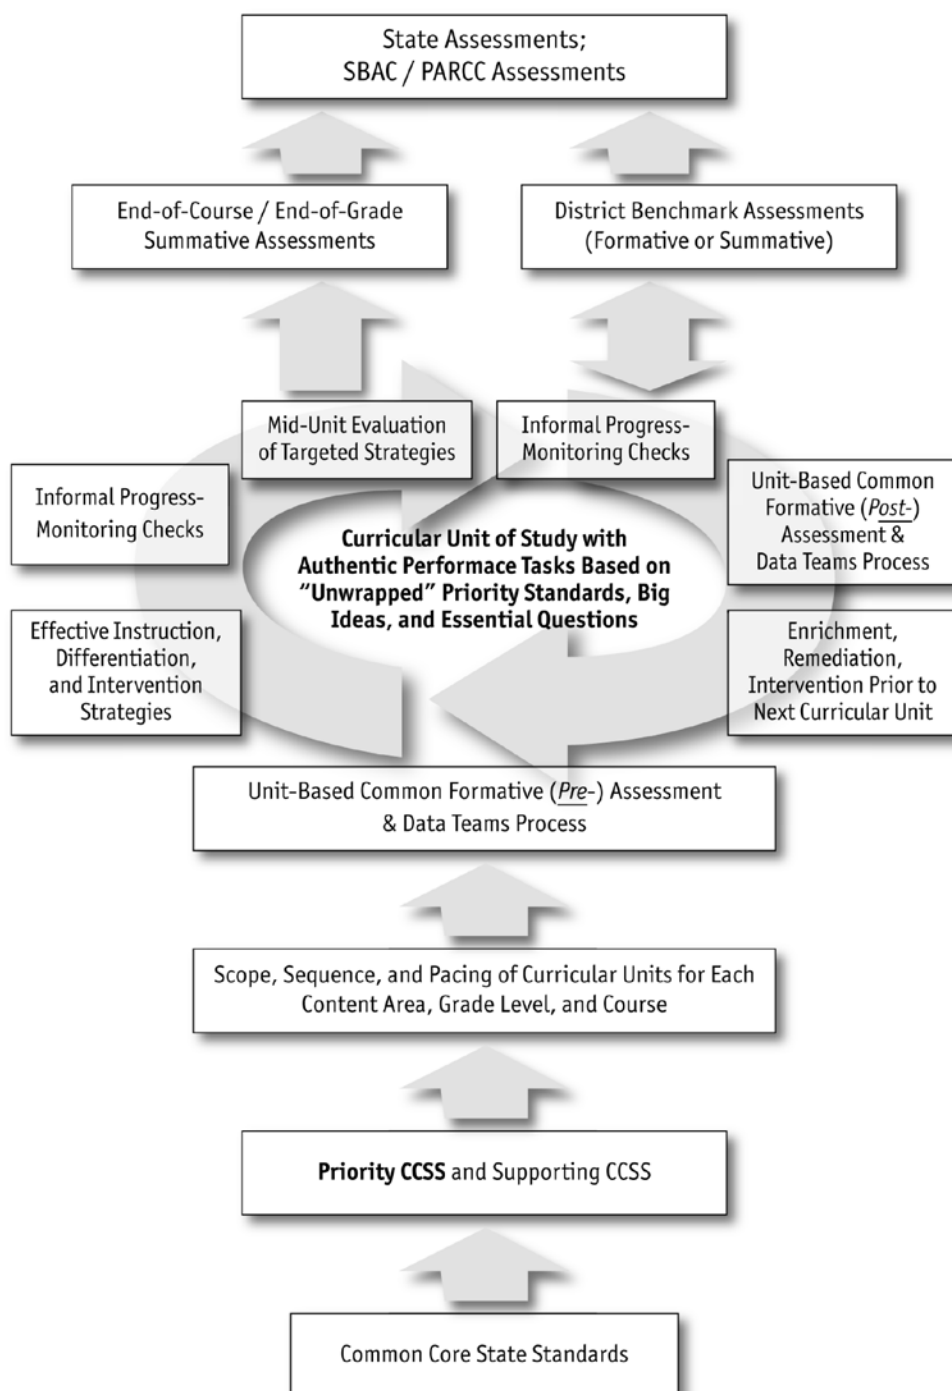 State Assessments;
SBAC / PARCC Assessments
End-of-Course / End-of-Grade
Summative Assessments
District Benchmark Assessments
(Formative or Summative)
Mid-Unit Evaluation
of Targeted Strategies
Informal Progress-
Monitoring Checks
Informal Progress-
Monitoring Checks
Unit-Based Common
Formative (Post-)
Assessment &
Data Teams Process
Curricular Unit of Study with
Authentic Performace Tasks Based on
“Unwrapped” Priority Standards, Big
Ideas, and Essential Questions
Effective Instruction,
Differentiation,
and Intervention
Strategies
Enrichment,
Remediation,
Intervention Prior to
Next Curricular Unit
Unit-Based Common Formative (Pre-) Assessment
& Data Teams Process
Scope, Sequence, and Pacing of Curricular Units for Each
Content Area, Grade Level, and Course
Priority CCSS and Supporting CCSS
Common Core State Standards